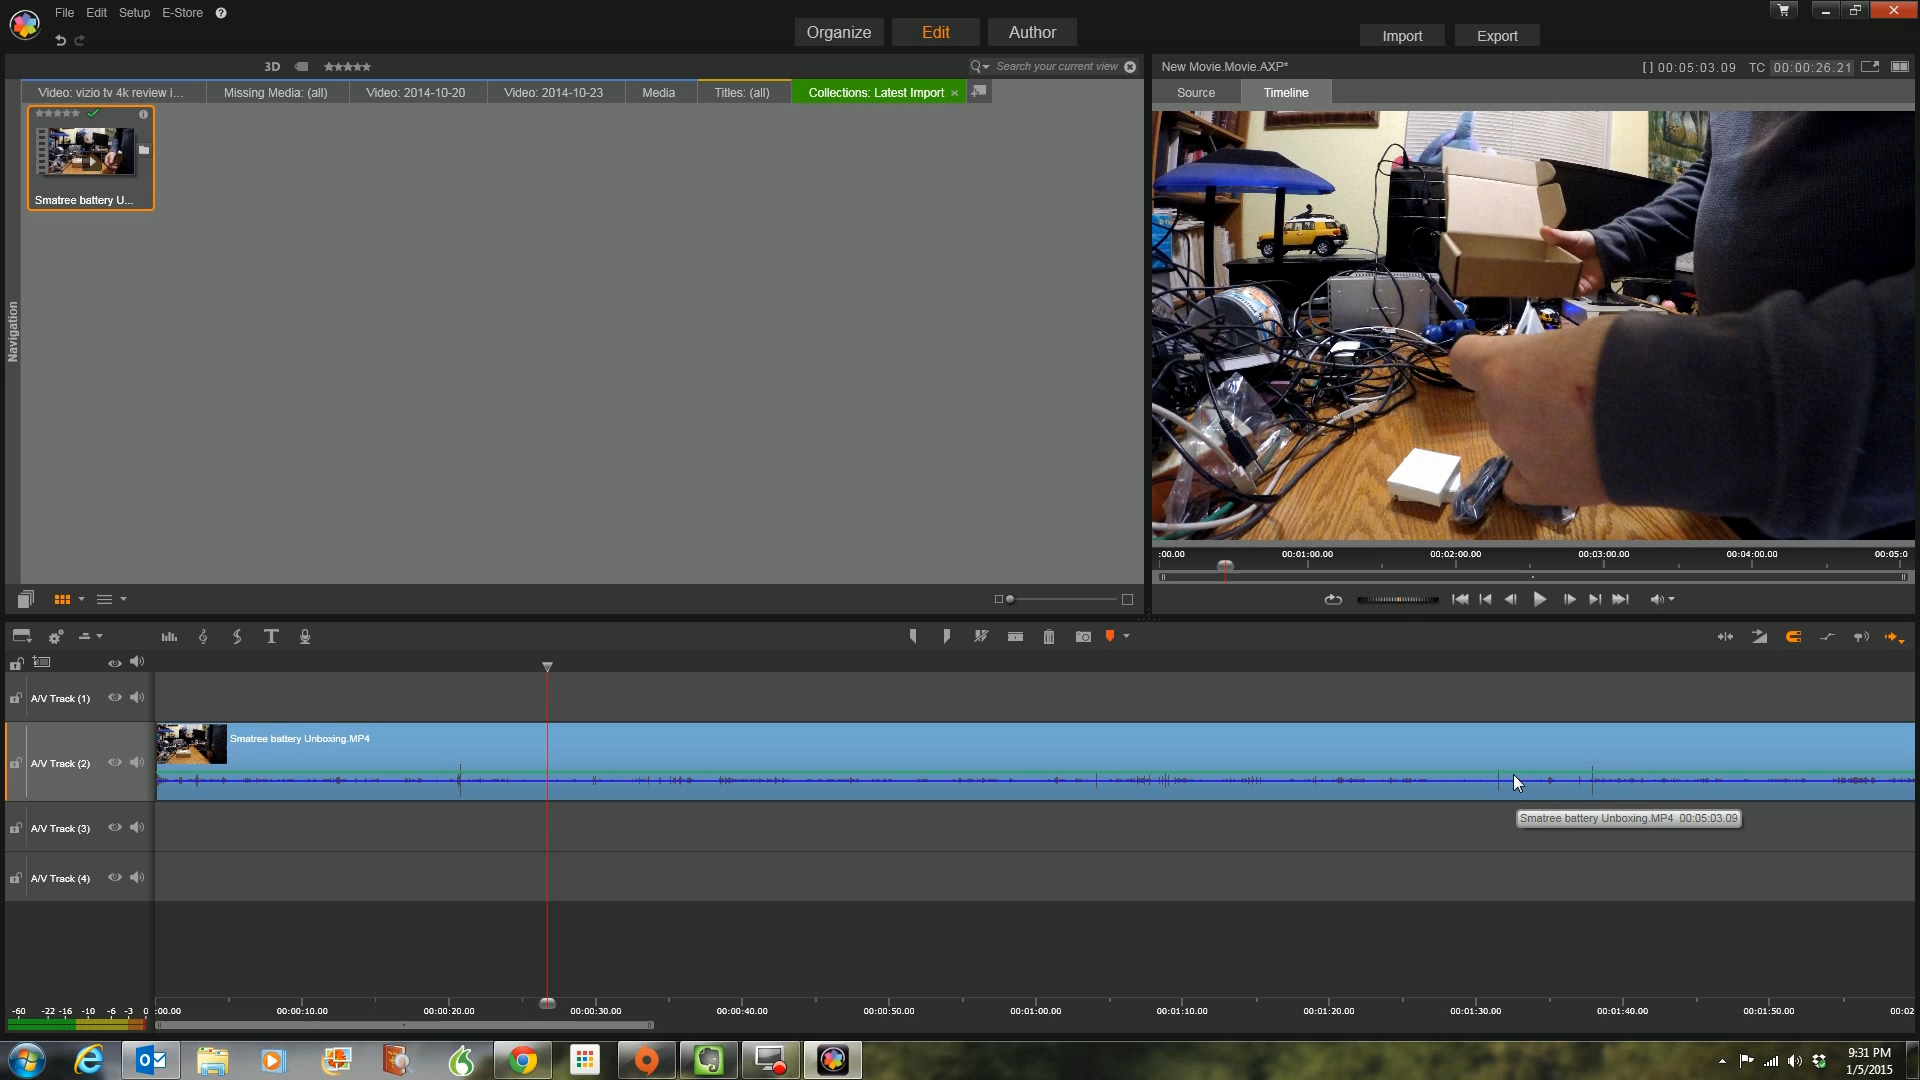 File Edit Setup E-Store
Organize Edit Author
Import Export
3D
Search your current view
New Movie.Movie.AXP*
[ ] 00:05:03.09 TC 00:00:26.21
Video: vizio tv 4k review i...
Missing Media: (all)
Video: 2014-10-20
Video: 2014-10-23
Media
Titles: (all)
Collections: Latest Import
Source Timeline
Smatree battery U...
Navigation
:00.00 00:01:00.00 00:02:00.00 00:03:00.00 00:04:00.00 00:05:0
A/V Track (1)
A/V Track (2)
Smatree battery Unboxing.MP4
Smatree battery Unboxing.MP4 00:05:03.09
A/V Track (3)
A/V Track (4)
-60 -22 -16 -10 -6 -3 0
:00.00 00:00:10.00 00:00:20.00 00:00:30.00 00:00:40.00 00:00:50.00 00:01:00.00 00:01:10.00 00:01:20.00 00:01:30.00 00:01:40.00 00:01:50.00 00:02
9:31 PM
1/5/2015